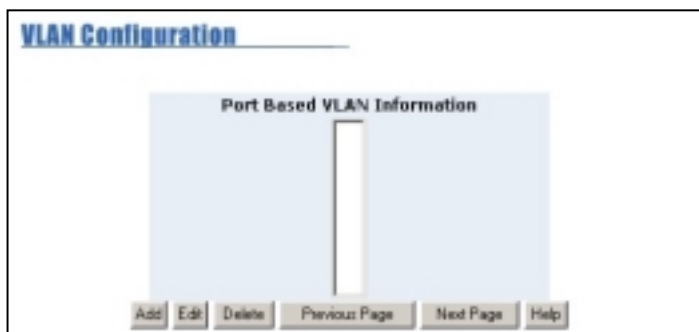 VLAN Configuration
Port Based VLAN Information
Add Edit Delete Previous Page Next Page Help